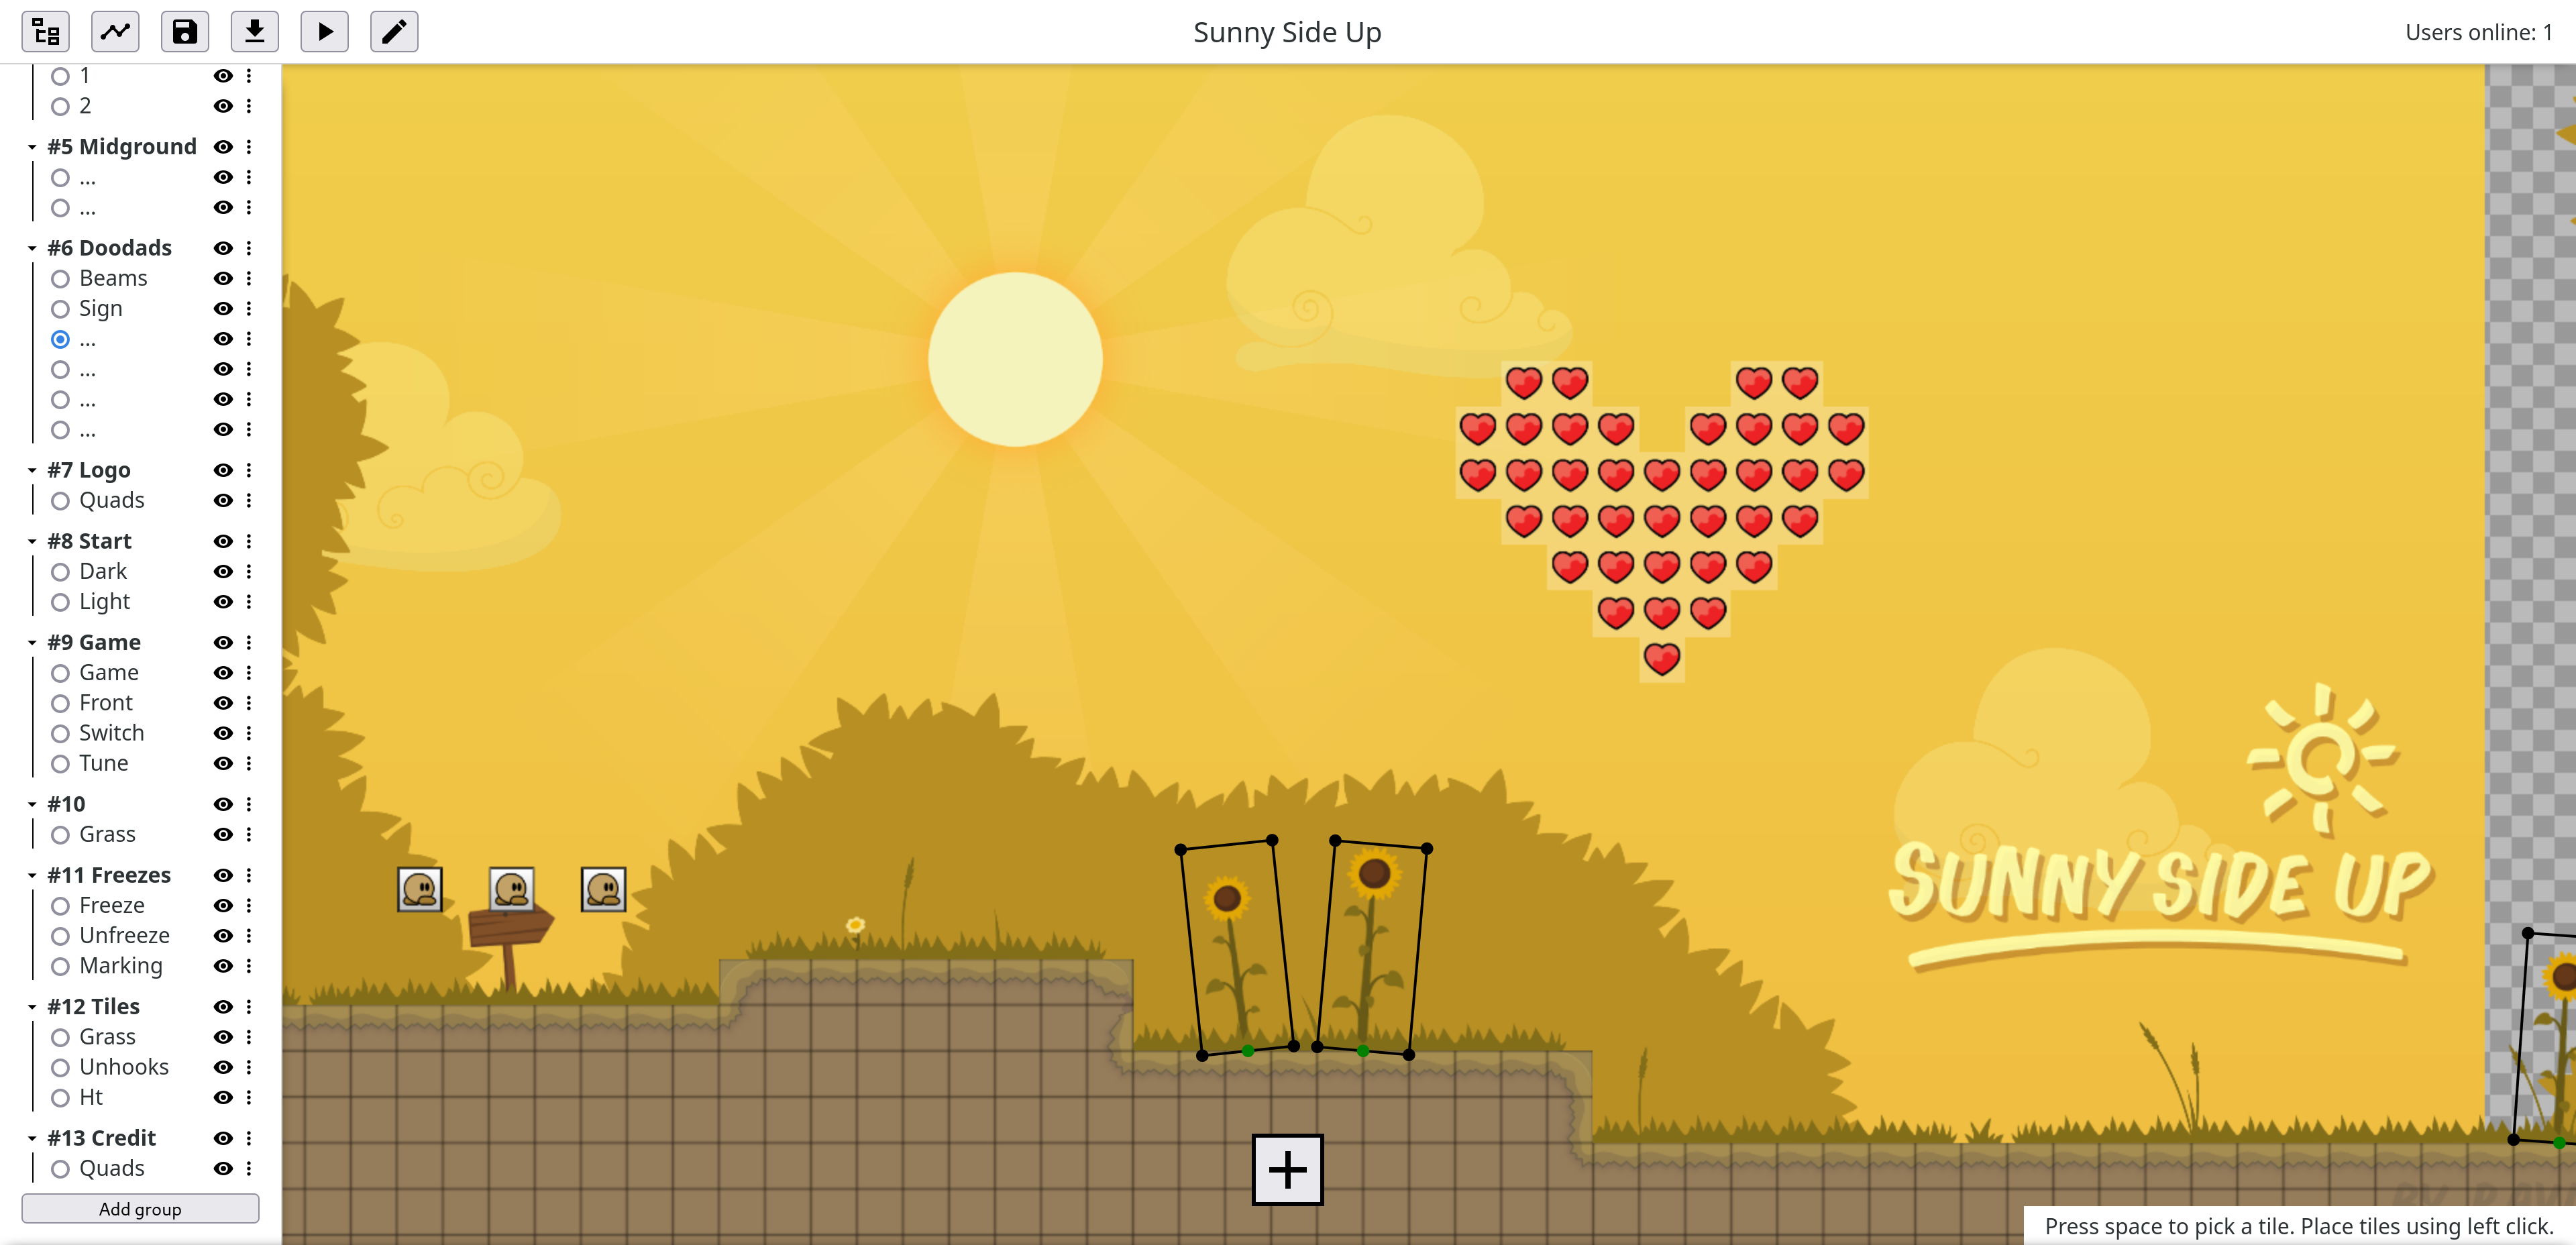 Sunny Side Up
Users online: 1
1
2
#5 Midground
...
...
#6 Doodads
Beams
Sign
...
...
...
...
#7 Logo
Quads
#8 Start
Dark
Light
#9 Game
Game
Front
Switch
Tune
#10
Grass
#11 Freezes
Freeze
Unfreeze
Marking
#12 Tiles
Grass
Unhooks
Ht
#13 Credit
Quads
Add group
SUNNY SIDE UP
Press space to pick a tile. Place tiles using left click.